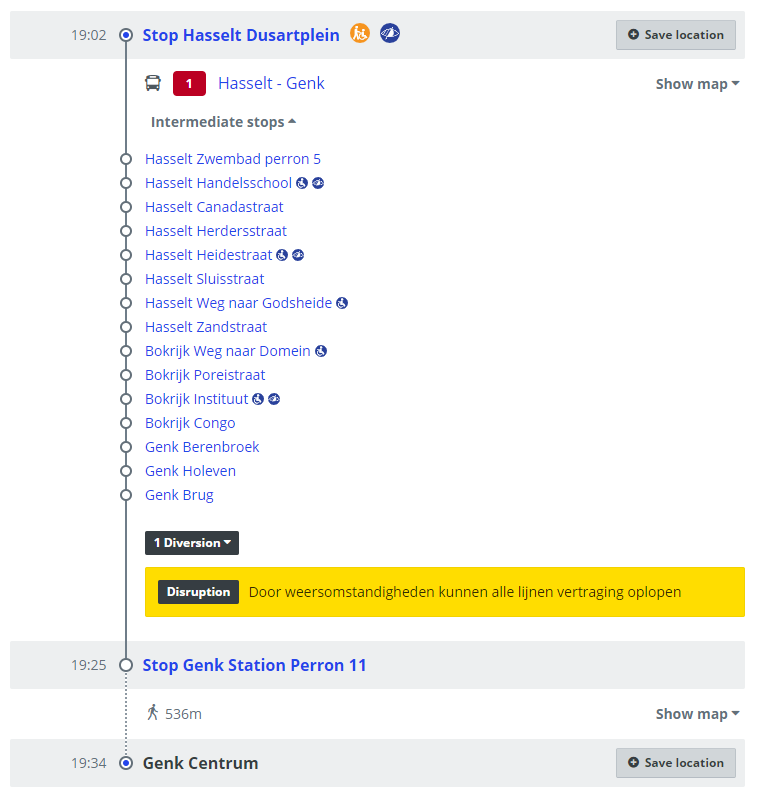 19:02 Stop Hasselt Dusartplein Save location
1 Hasselt - Genk Show map
Intermediate stops
Hasselt Zwembad perron 5
Hasselt Handelsschool
Hasselt Canadastraat
Hasselt Herdersstraat
Hasselt Heidestraat
Hasselt Sluisstraat
Hasselt Weg naar Godsheide
Hasselt Zandstraat
Bokrijk Weg naar Domein
Bokrijk Poreistraat
Bokrijk Instituut
Bokrijk Congo
Genk Berenbroek
Genk Holeven
Genk Brug
1 Diversion
Disruption Door weersomstandigheden kunnen alle lijnen vertraging oplopen
19:25 Stop Genk Station Perron 11
536m Show map
19:34 Genk Centrum Save location